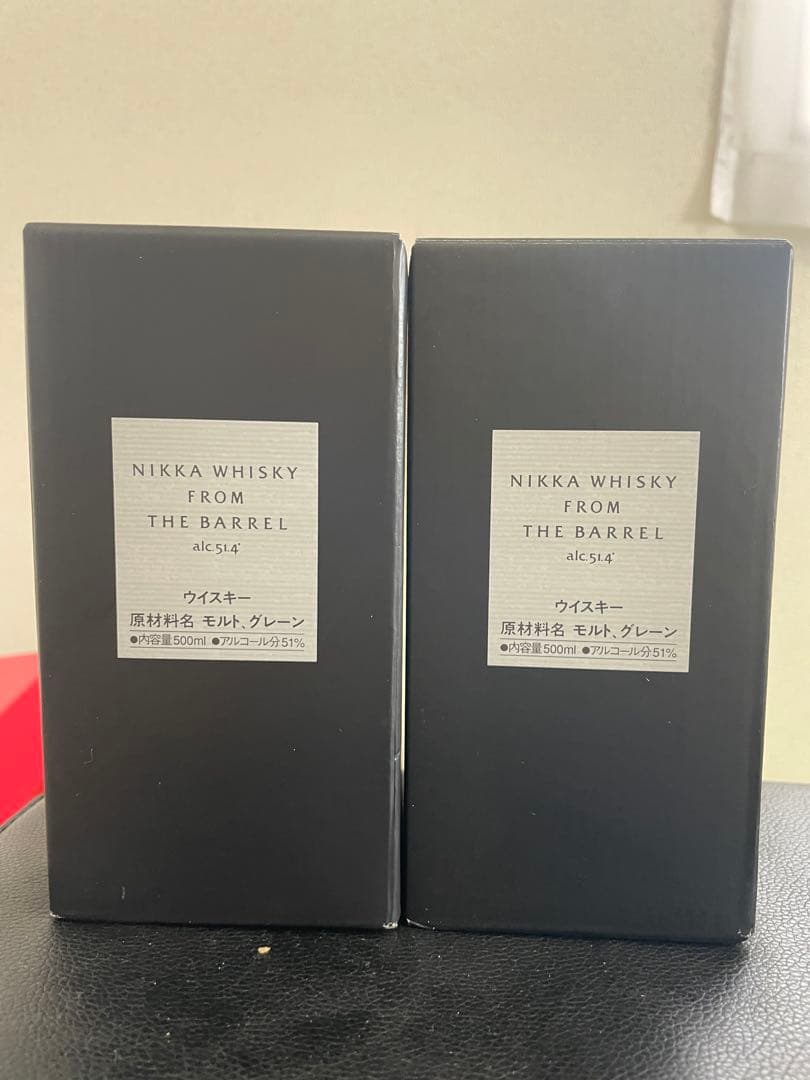 NIKKA WHISKY
FROM
THE BARREL
alc.51.4°
ウイスキー
原材料名 モルト、グレーン
●内容量500ml ●アルコール分51%
NIKKA WHISKY
FROM
THE BARREL
alc.51.4°
ウイスキー
原材料名 モルト、グレーン
●内容量500ml ●アルコール分51%